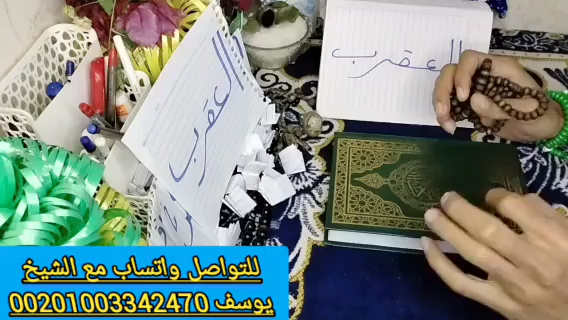 العقرب
العقرب
للتواصل واتساب مع الشيخ
يوسف 00201003342470